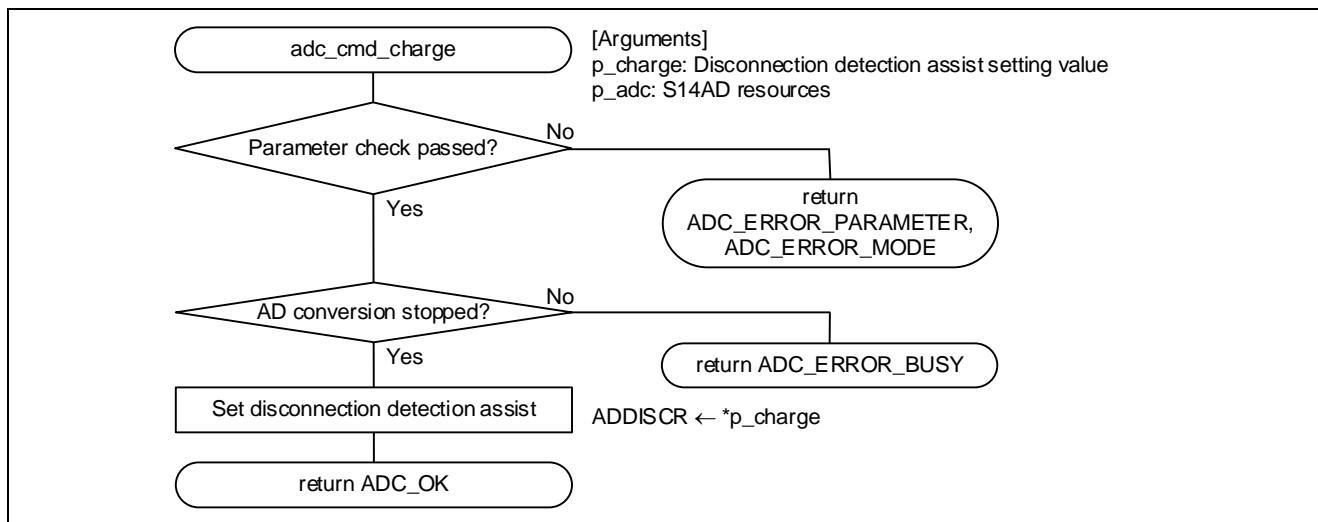 adc_cmd_charge
[Arguments]
p_charge: Disconnection detection assist setting value
p_adc: S14AD resources
Parameter check passed?
No
Yes
return
ADC_ERROR_PARAMETER,
ADC_ERROR_MODE
AD conversion stopped?
No
Yes
return ADC_ERROR_BUSY
Set disconnection detection assist
ADDISCR ← *p_charge
return ADC_OK